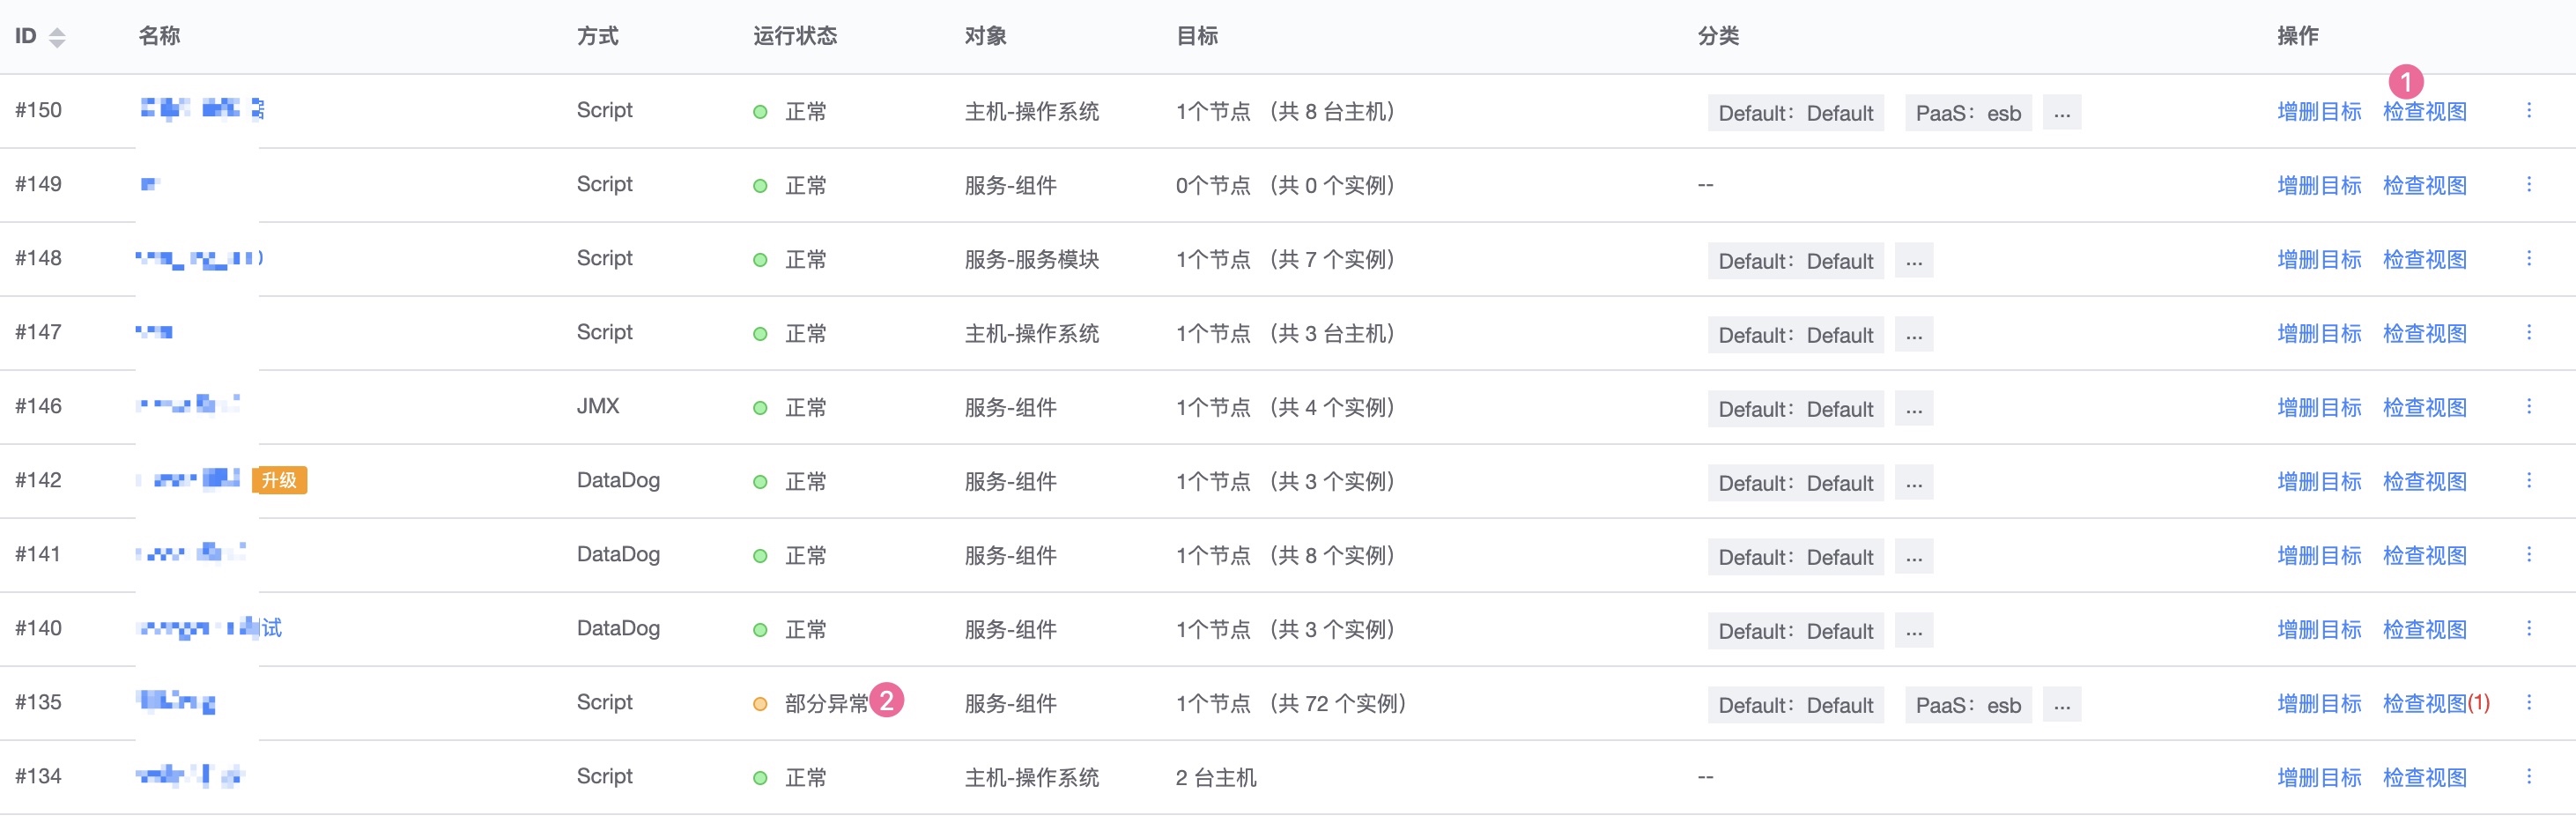 ID 名称 方式 运行状态 对象 目标 分类 操作
1
#150 Script 正常 主机-操作系统 1个节点 (共 8 台主机) Default: Default PaaS: esb ... 增删目标 检查视图
#149 Script 正常 服务-组件 0个节点 (共 0 个实例) -- 增删目标 检查视图
#148 Script 正常 服务-服务模块 1个节点 (共 7 个实例) Default: Default ... 增删目标 检查视图
#147 Script 正常 主机-操作系统 1个节点 (共 3 台主机) Default: Default ... 增删目标 检查视图
#146 JMX 正常 服务-组件 1个节点 (共 4 个实例) Default: Default ... 增删目标 检查视图
#142 升级 DataDog 正常 服务-组件 1个节点 (共 3 个实例) Default: Default ... 增删目标 检查视图
#141 DataDog 正常 服务-组件 1个节点 (共 8 个实例) Default: Default ... 增删目标 检查视图
#140 试 DataDog 正常 服务-组件 1个节点 (共 3 个实例) Default: Default ... 增删目标 检查视图
#135 Script 部分异常 2 服务-组件 1个节点 (共 72 个实例) Default: Default PaaS: esb ... 增删目标 检查视图(1)
#134 Script 正常 主机-操作系统 2 台主机 -- 增删目标 检查视图